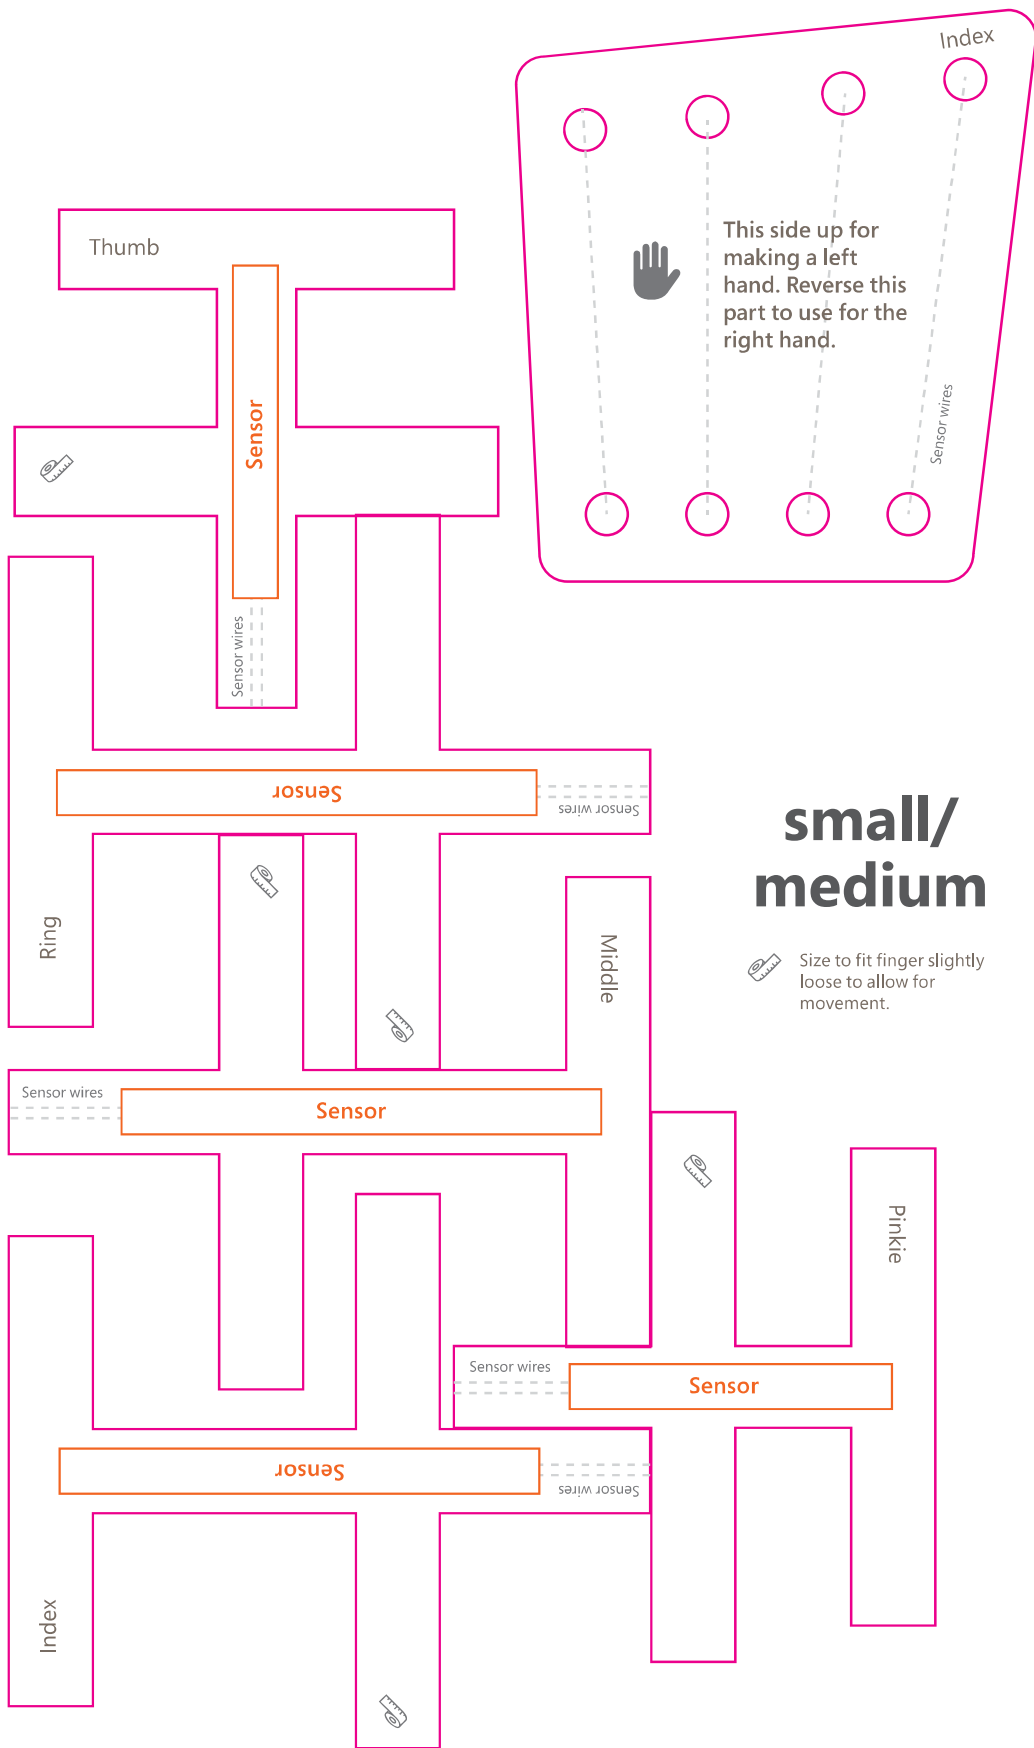 Index
This side up for
making a left
hand. Reverse this
part to use for the
right hand.
Sensor wires
Thumb
Sensor
Sensor wires
Sensor
Sensor wires
Ring
Middle
small/
medium
Size to fit finger slightly
loose to allow for
movement.
Sensor wires
Sensor
Pinkie
Sensor wires
Sensor
Sensor
Sensor wires
Index